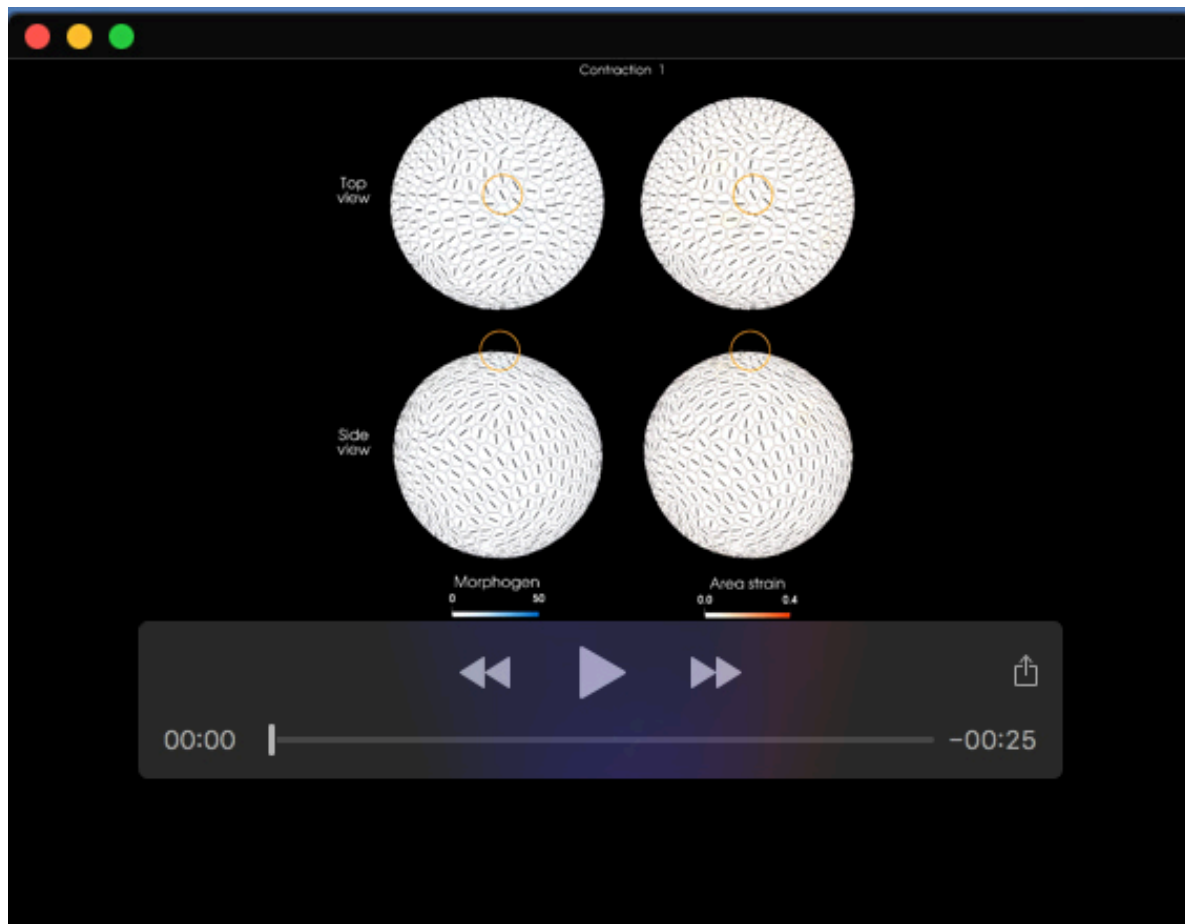 Contraction 1
Top
view
Side
view
Morphogen
0 50
Area strain
0.0 0.4
00:00
-00:25